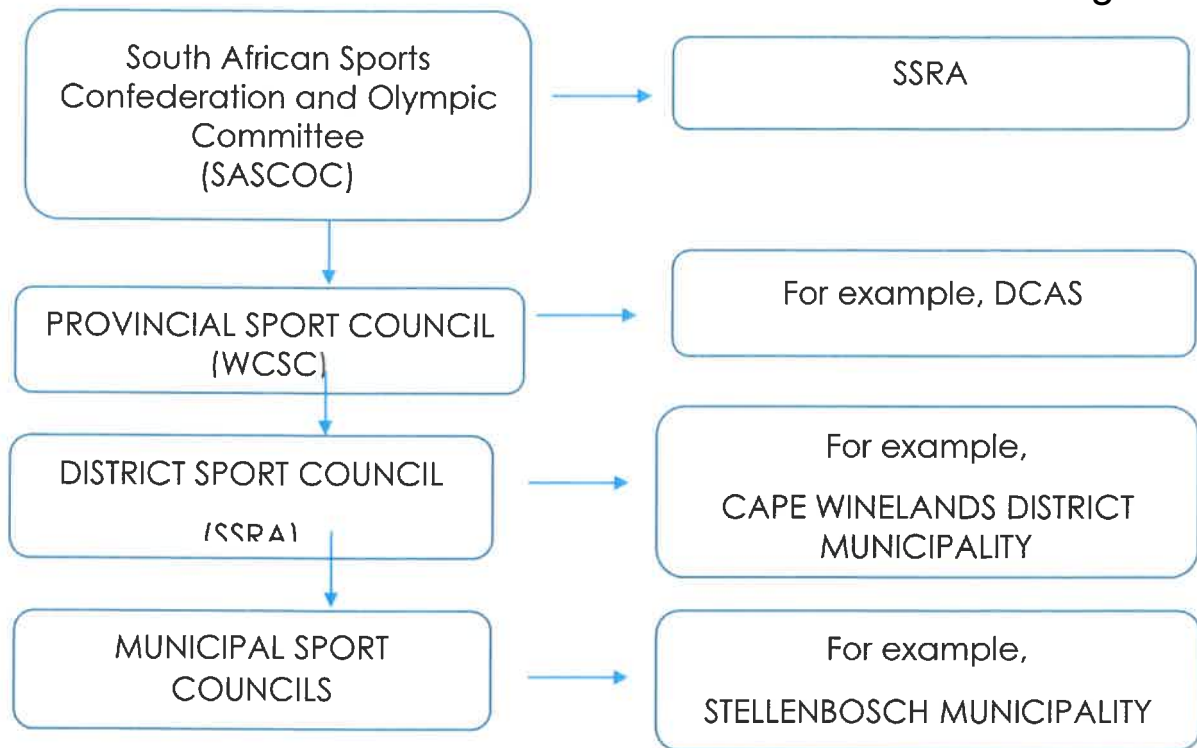 South African Sports
Confederation and Olympic
Committee
(SASCOC)
SSRA
PROVINCIAL SPORT COUNCIL
(WCSC)
For example, DCAS
DISTRICT SPORT COUNCIL
(SSRA)
For example,
CAPE WINELANDS DISTRICT
MUNICIPALITY
MUNICIPAL SPORT
COUNCILS
For example,
STELLENBOSCH MUNICIPALITY